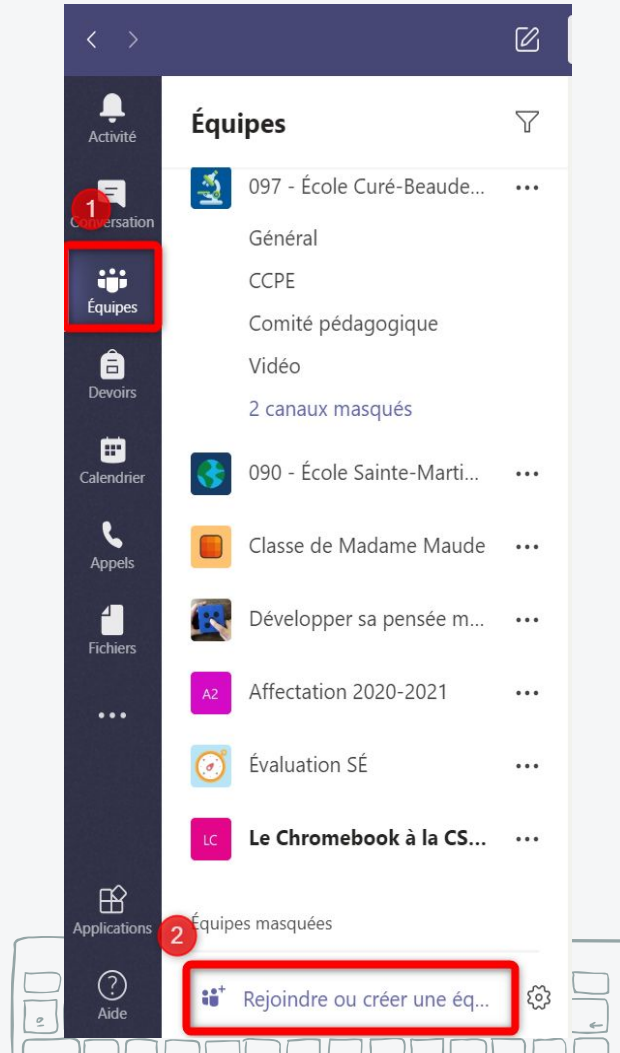 Activité
Conversation
1
Équipes
Devoirs
Calendrier
Appels
Fichiers
Applications
Aide
Équipes
097 - École Curé-Beaude...
Général
CCPE
Comité pédagogique
Vidéo
2 canaux masqués
090 - École Sainte-Marti...
Classe de Madame Maude
Développer sa pensée m...
A2 Affectation 2020-2021
Évaluation SÉ
LC Le Chromebook à la CS...
2
Équipes masquées
Rejoindre ou créer une éq...